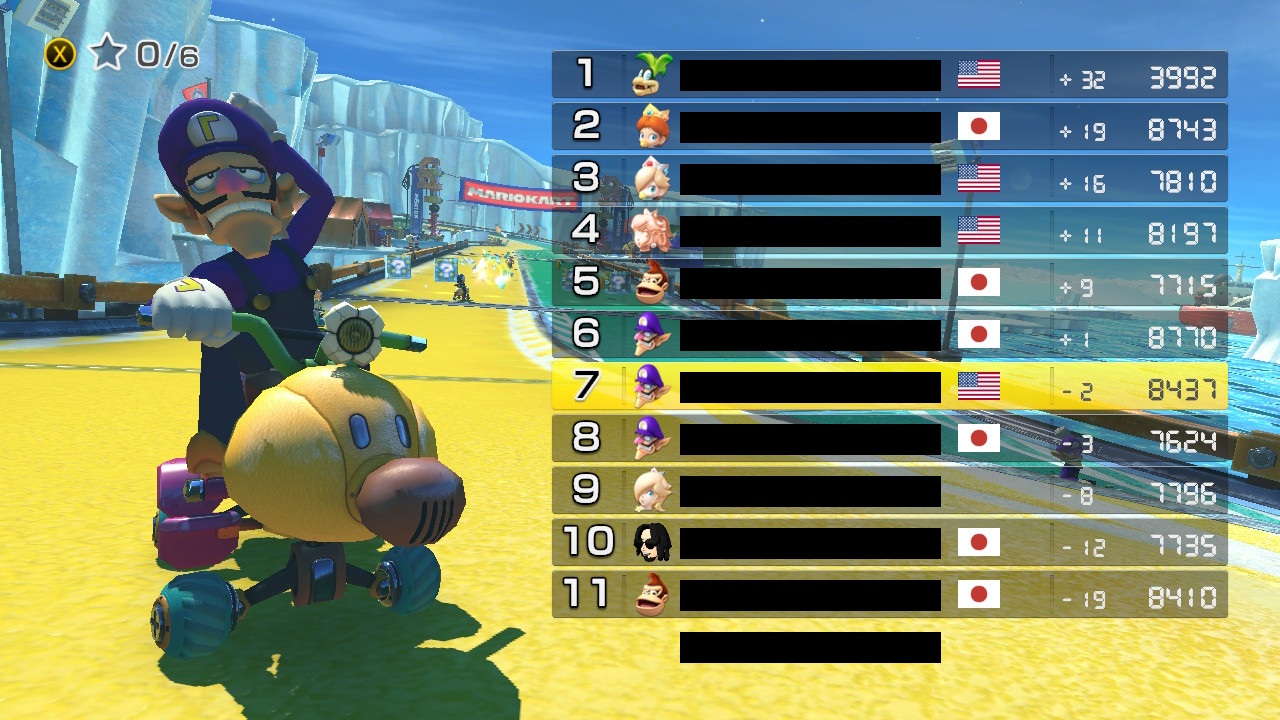 X 0/6
1 + 32 3992
2 + 19 8743
3 + 16 7810
4 + 11 8197
5 + 9 7715
6 + 1 8770
7 - 2 8437
8 3 7624
9 - 8 7796
10 - 12 7735
11 - 19 8410
MARIOKART
? ?